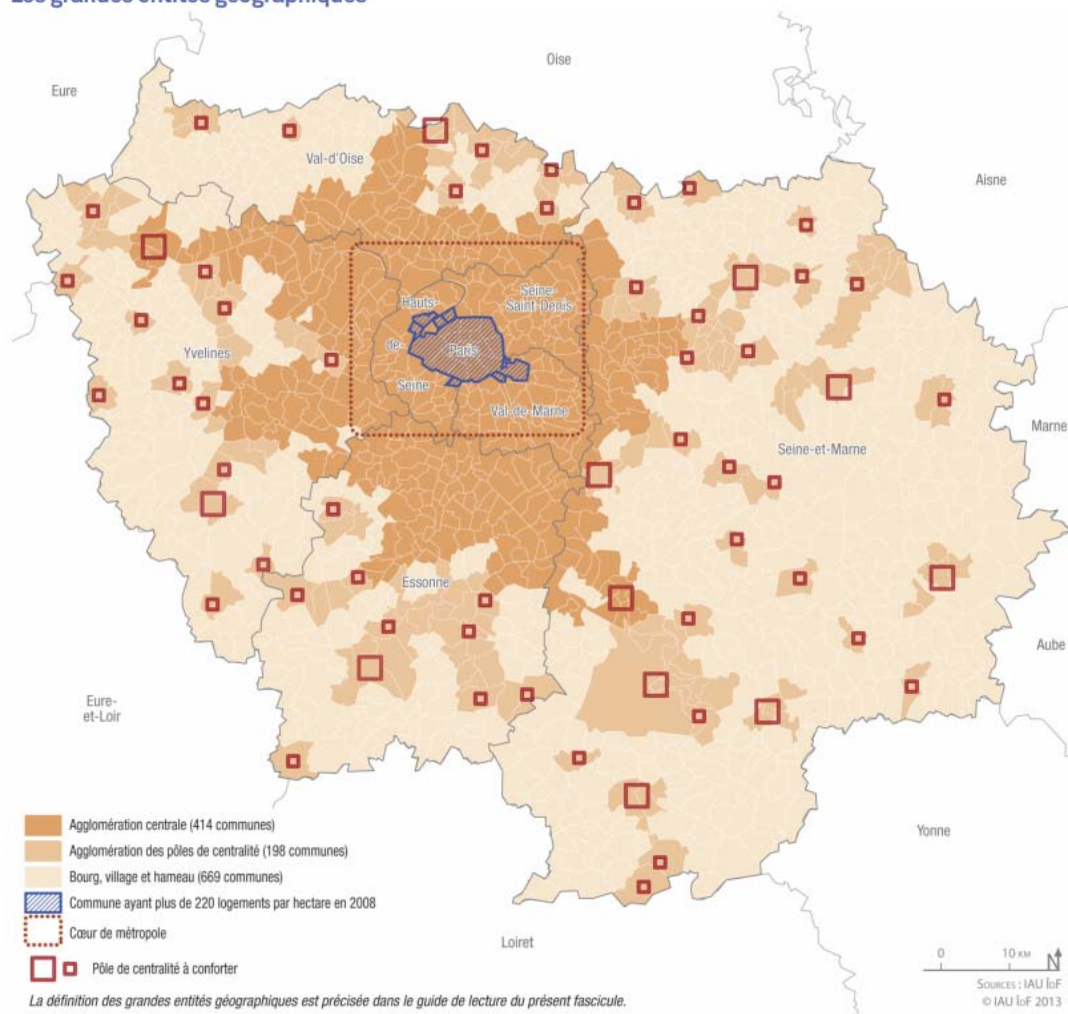 Les grandes entités géographiques
Oise
Eure
Val-d'Oise
Aisne
Hauts-
Seine-
Saint-Denis
de-
Paris
Yvelines
Seine
Val-de-Marne
Marne
Seine-et-Marne
Essonne
Aube
Eure-
et-Loir
Yonne
Loiret
Agglomération centrale (414 communes)
Agglomération des pôles de centralité (198 communes)
Bourg, village et hameau (669 communes)
Commune ayant plus de 220 logements par hectare en 2008
Cœur de métropole
Pôle de centralité à conforter
La définition des grandes entités géographiques est précisée dans le guide de lecture du présent fascicule.
0 10 KM N
SOURCES : IAU ÎDF
© IAU ÎDF 2013